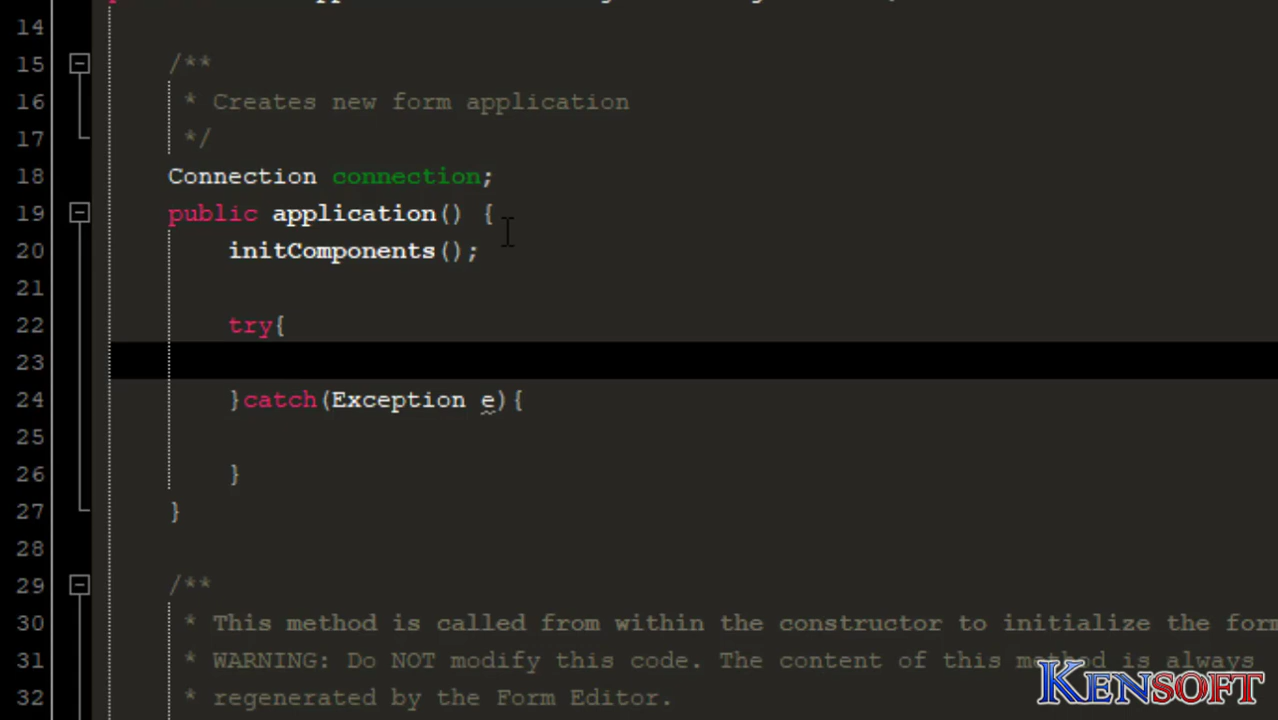 14
15 /**
16 * Creates new form application
17 */
18 Connection connection;
19 public application() {
20 initComponents();
21
22 try{
23
24 }catch(Exception e){
25
26 }
27 }
28
29 /**
30 * This method is called from within the constructor to initialize the form
31 * WARNING: Do NOT modify this code. The content of this method is always
32 * regenerated by the Form Editor.
KENSOFT